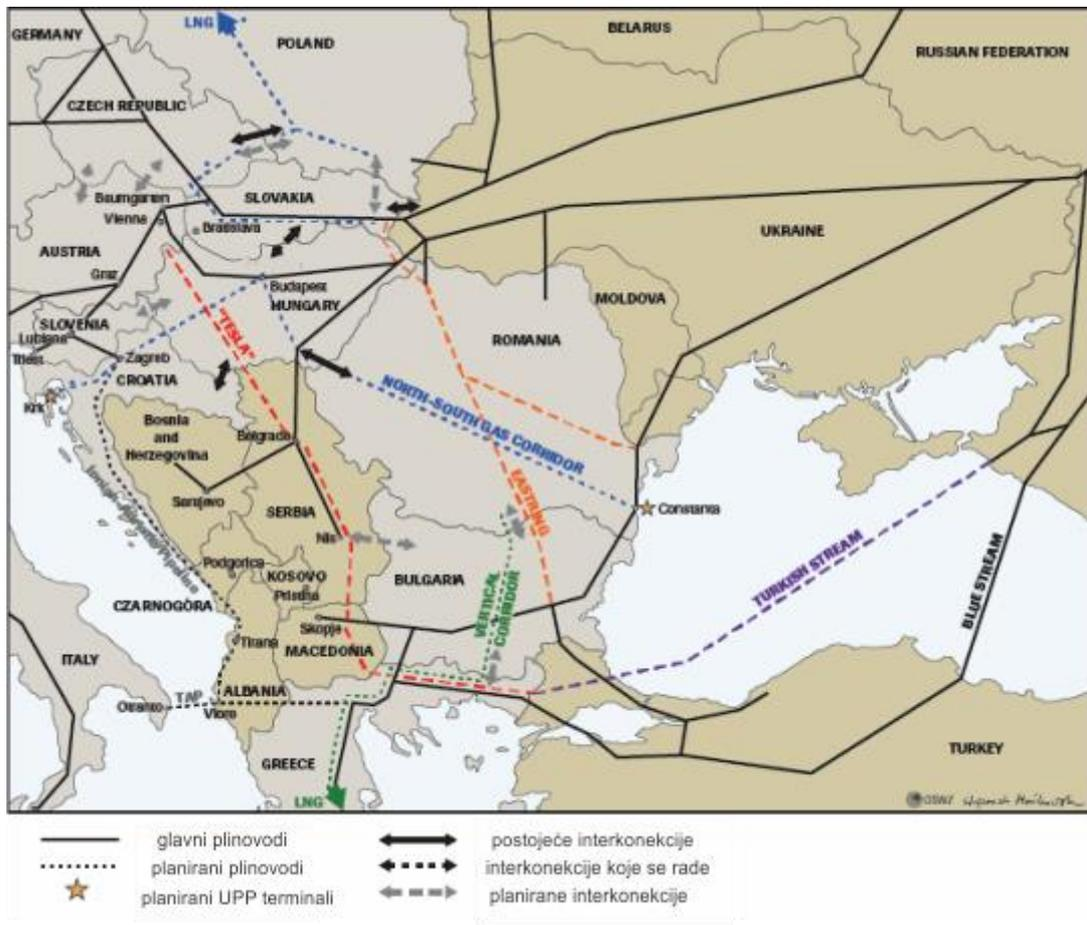 LNG
GERMANY
POLAND
BELARUS
RUSSIAN FEDERATION
CZECH REPUBLIC
SLOVAKIA
Baumgarten
Vienna
Bratislava
UKRAINE
AUSTRIA
Graz
Budapest
HUNGARY
MOLDOVA
SLOVENIA
Lubljana
"TESLA"
ROMANIA
Triest
Zagreb
CROATIA
Krk
NORTH-SOUTH GAS CORRIDOR
Bosnia
and
Herzegovina
Belgrade
EASTRING
Sarajevo
SERBIA
Constanta
Nis
TURKISH STREAM
BLUE STREAM
Podgorica
KOSOVO
Pristina
BULGARIA
VERTICAL
CORRIDOR
CZARNOGÓRA
Skopje
MACEDONIA
Tirana
ITALY
TAP
ALBANIA
Otranto
Vlore
GREECE
TURKEY
LNG
OSW
glavni plinovodi
postojeće interkonekcije
planirani plinovodi
interkonekcije koje se rade
planirani UPP terminali
planirane interkonekcije